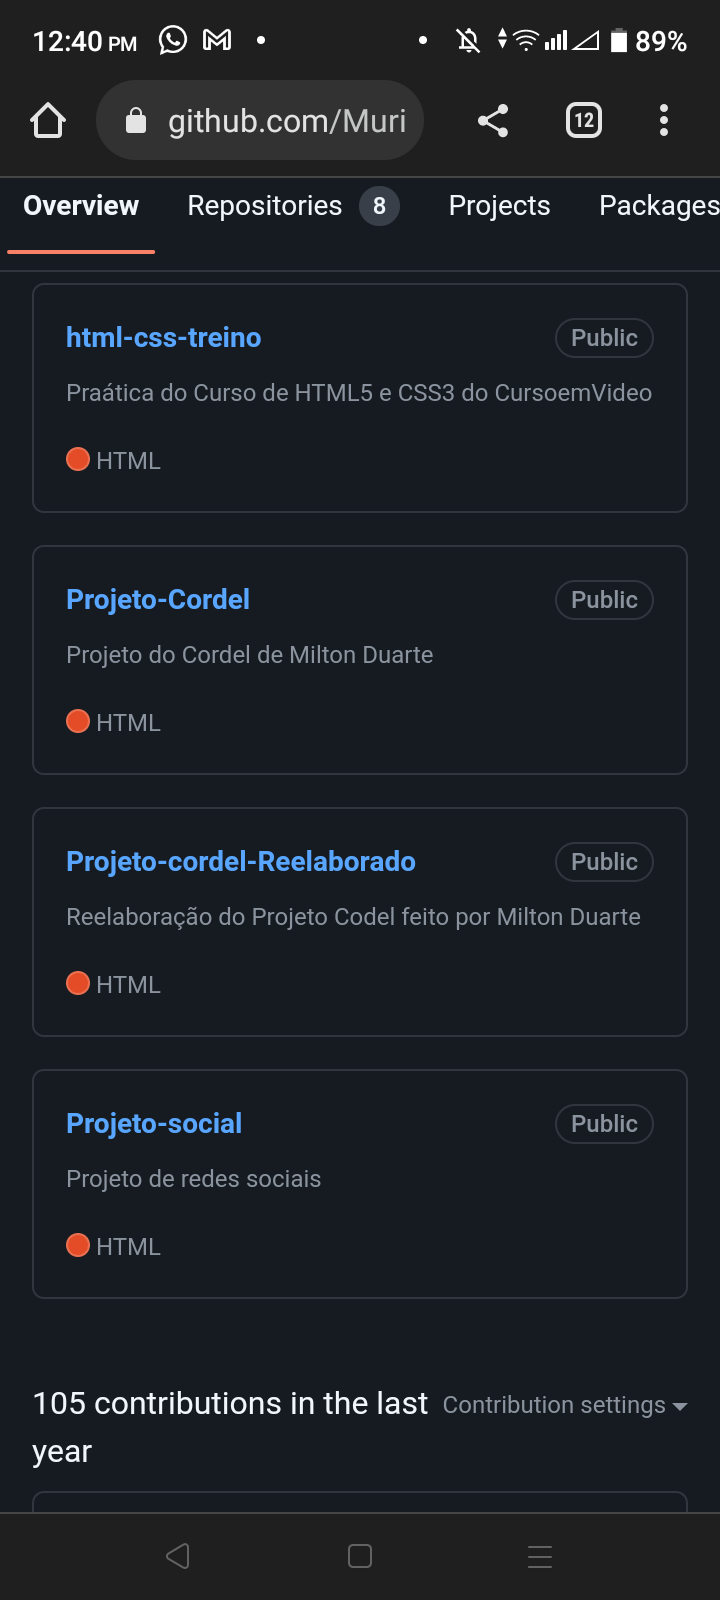 12:40 PM 89%
github.com/Muri 12
Overview Repositories 8 Projects Packages
html-css-treino Public
Praática do Curso de HTML5 e CSS3 do CursoemVideo
HTML
Projeto-Cordel Public
Projeto do Cordel de Milton Duarte
HTML
Projeto-cordel-Reelaborado Public
Reelaboração do Projeto Codel feito por Milton Duarte
HTML
Projeto-social Public
Projeto de redes sociais
HTML
105 contributions in the last Contribution settings
year